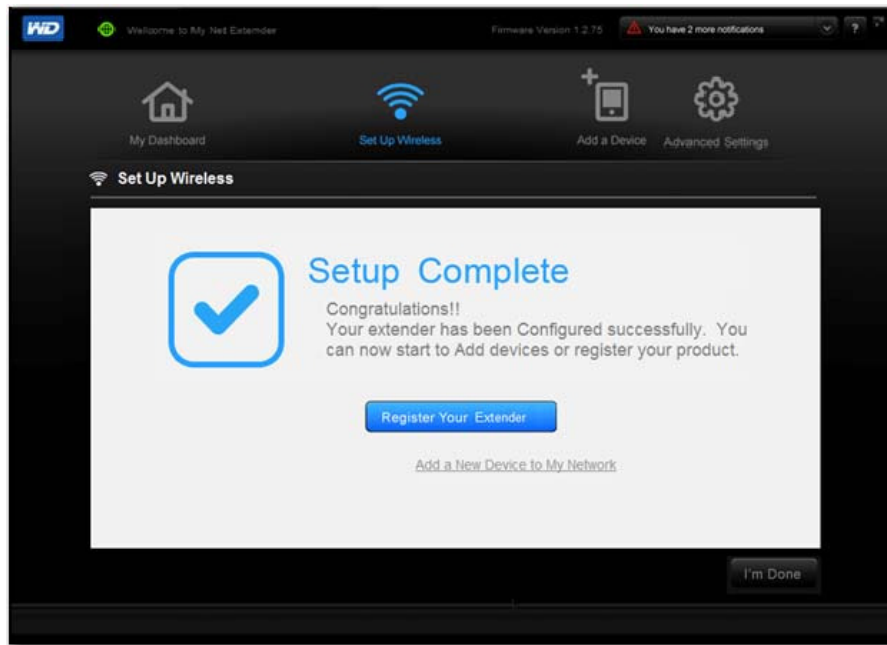 WD
Wellcome to My Net Extemder
Firmware Version 1.2.75
You have 2 more notifications
?
My Dashboard
Set Up Wireless
Add a Device
Advanced Settings
Set Up Wireless
Setup Complete
Congratulations!!
Your extender has been Configured successfully. You
can now start to Add devices or register your product.
Register Your Extender
Add a New Device to My Network
I'm Done